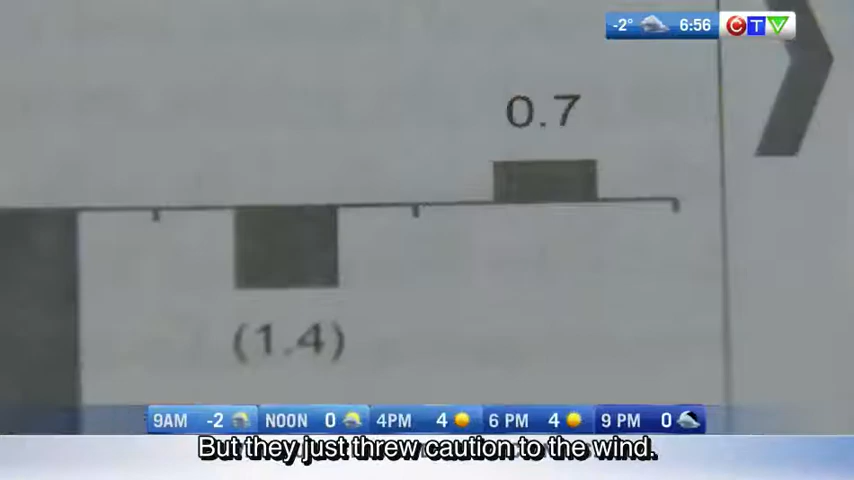 -2° 6:56 CTV
0.7
(1.4)
9AM -2 NOON 0 4PM 4 6 PM 4 9 PM 0
But they just threw caution to the wind.